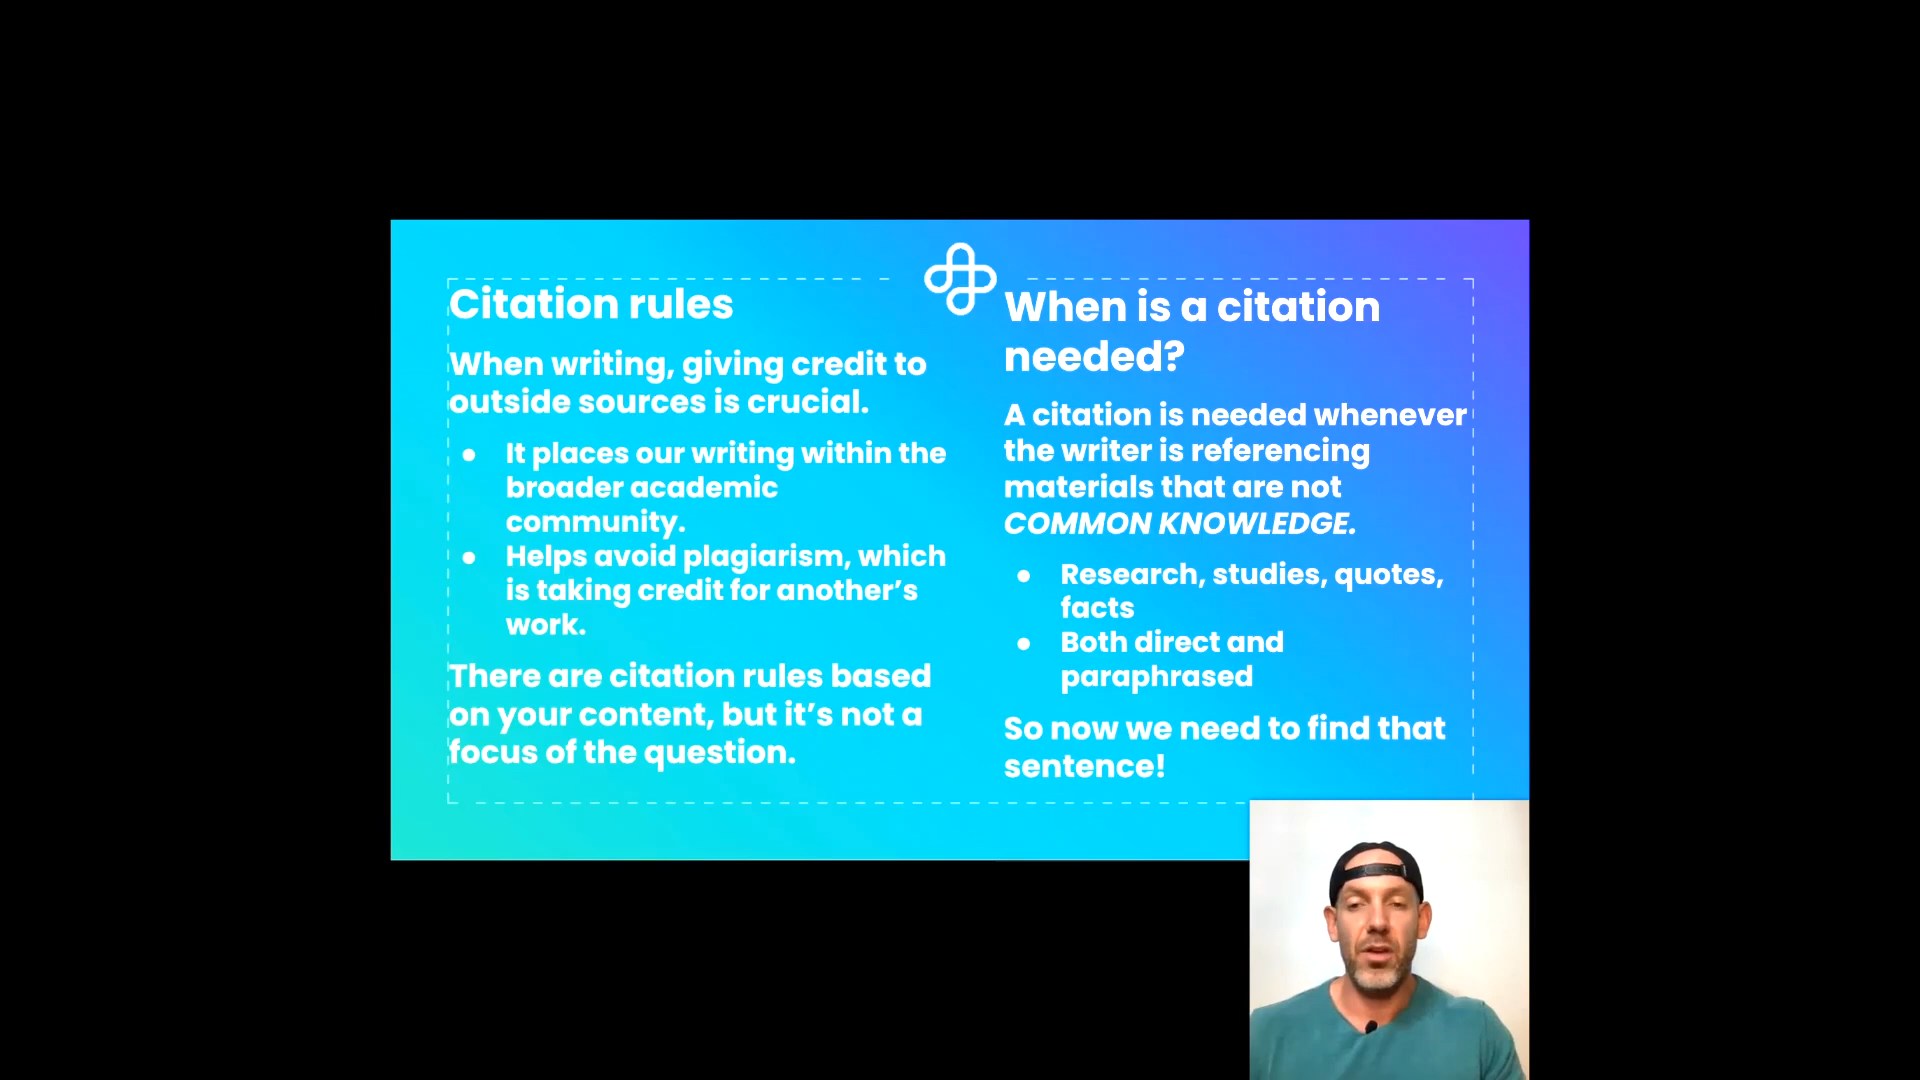 Citation rules
When writing, giving credit to
outside sources is crucial.
● It places our writing within the
broader academic
community.
● Helps avoid plagiarism, which
is taking credit for another’s
work.
There are citation rules based
on your content, but it’s not a
focus of the question.
When is a citation
needed?
A citation is needed whenever
the writer is referencing
materials that are not
COMMON KNOWLEDGE.
● Research, studies, quotes,
facts
● Both direct and
paraphrased
So now we need to find that
sentence!